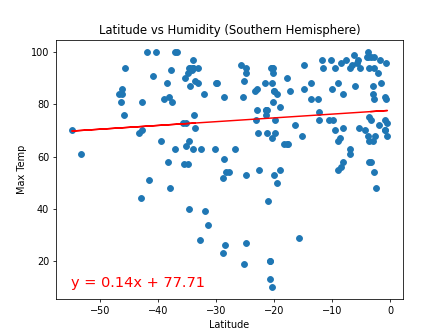 Latitude vs Humidity (Southern Hemisphere)
100
80
60
40
20
Max Temp
y = 0.14x + 77.71
−50 −40 −30 −20 −10 0
Latitude